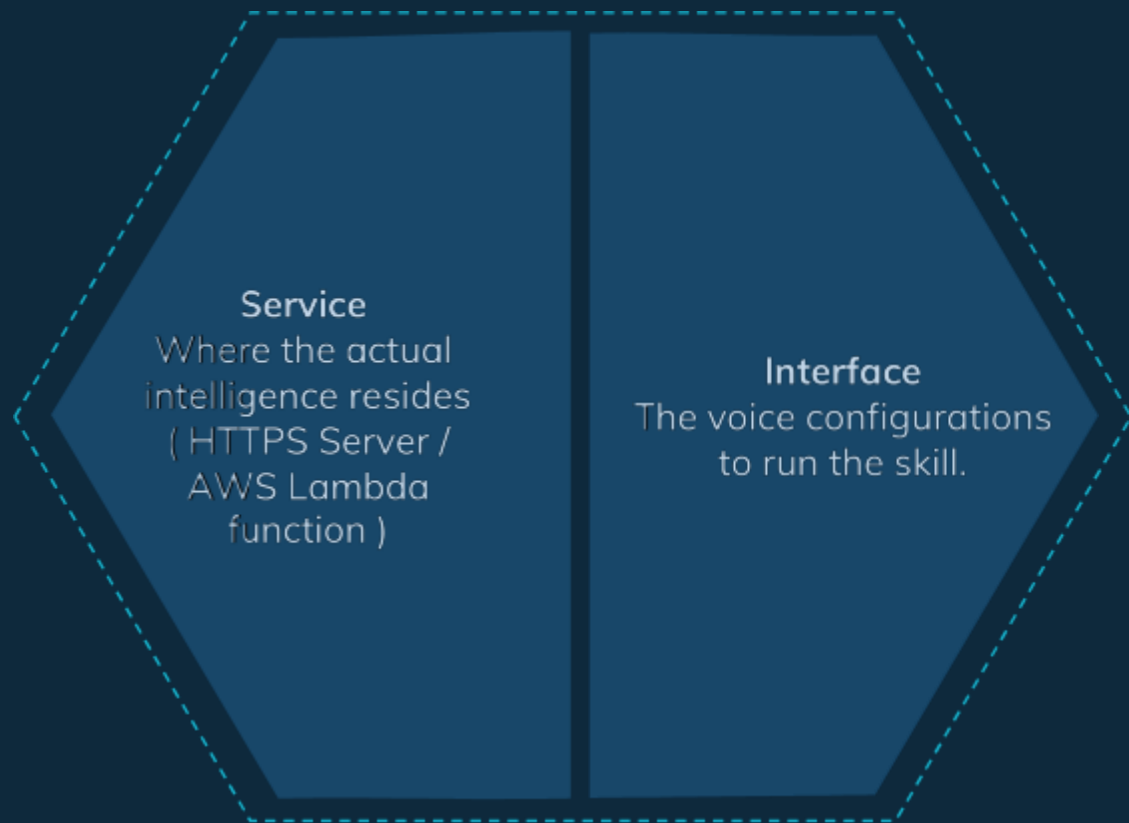 Service
Where the actual
intelligence resides
( HTTPS Server /
AWS Lambda
function )
Interface
The voice configurations
to run the skill.